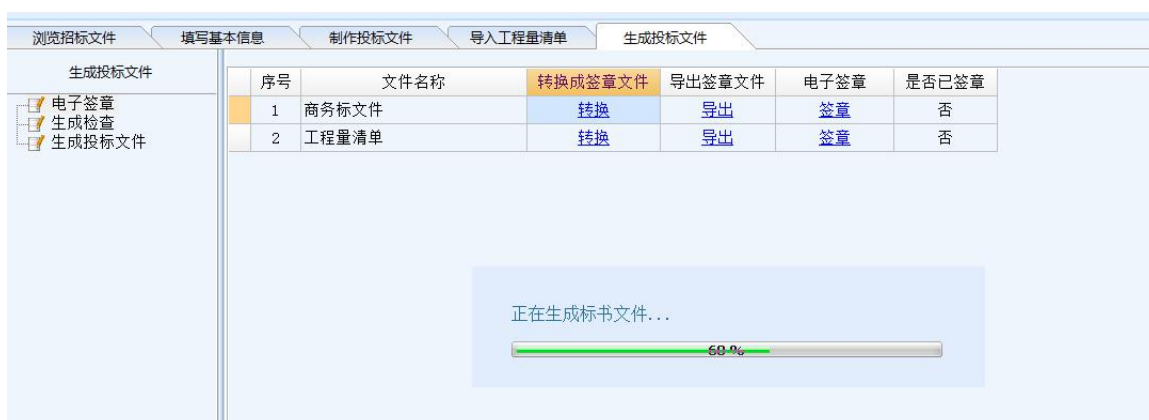 浏览招标文件 填写基本信息 制作投标文件 导入工程量清单 生成投标文件
生成投标文件
电子签章
生成检查
生成投标文件
序号 文件名称 转换成签章文件 导出签章文件 电子签章 是否已签章
1 商务标文件 转换 导出 签章 否
2 工程量清单 转换 导出 签章 否
正在生成标书文件...
60 %